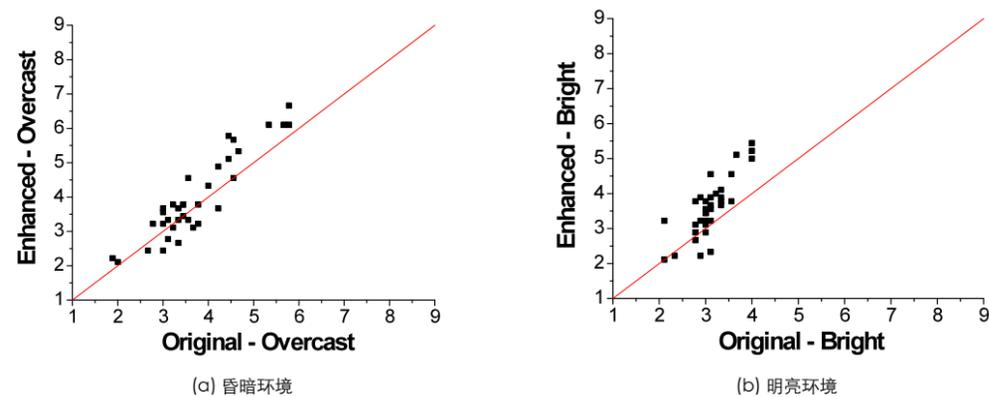 9
8
7
6
5
4
3
2
1
Enhanced - Overcast
1 2 3 4 5 6 7 8 9
Original - Overcast
(a) 昏暗环境
9
8
7
6
5
4
3
2
1
Enhanced - Bright
1 2 3 4 5 6 7 8 9
Original - Bright
(b) 明亮环境